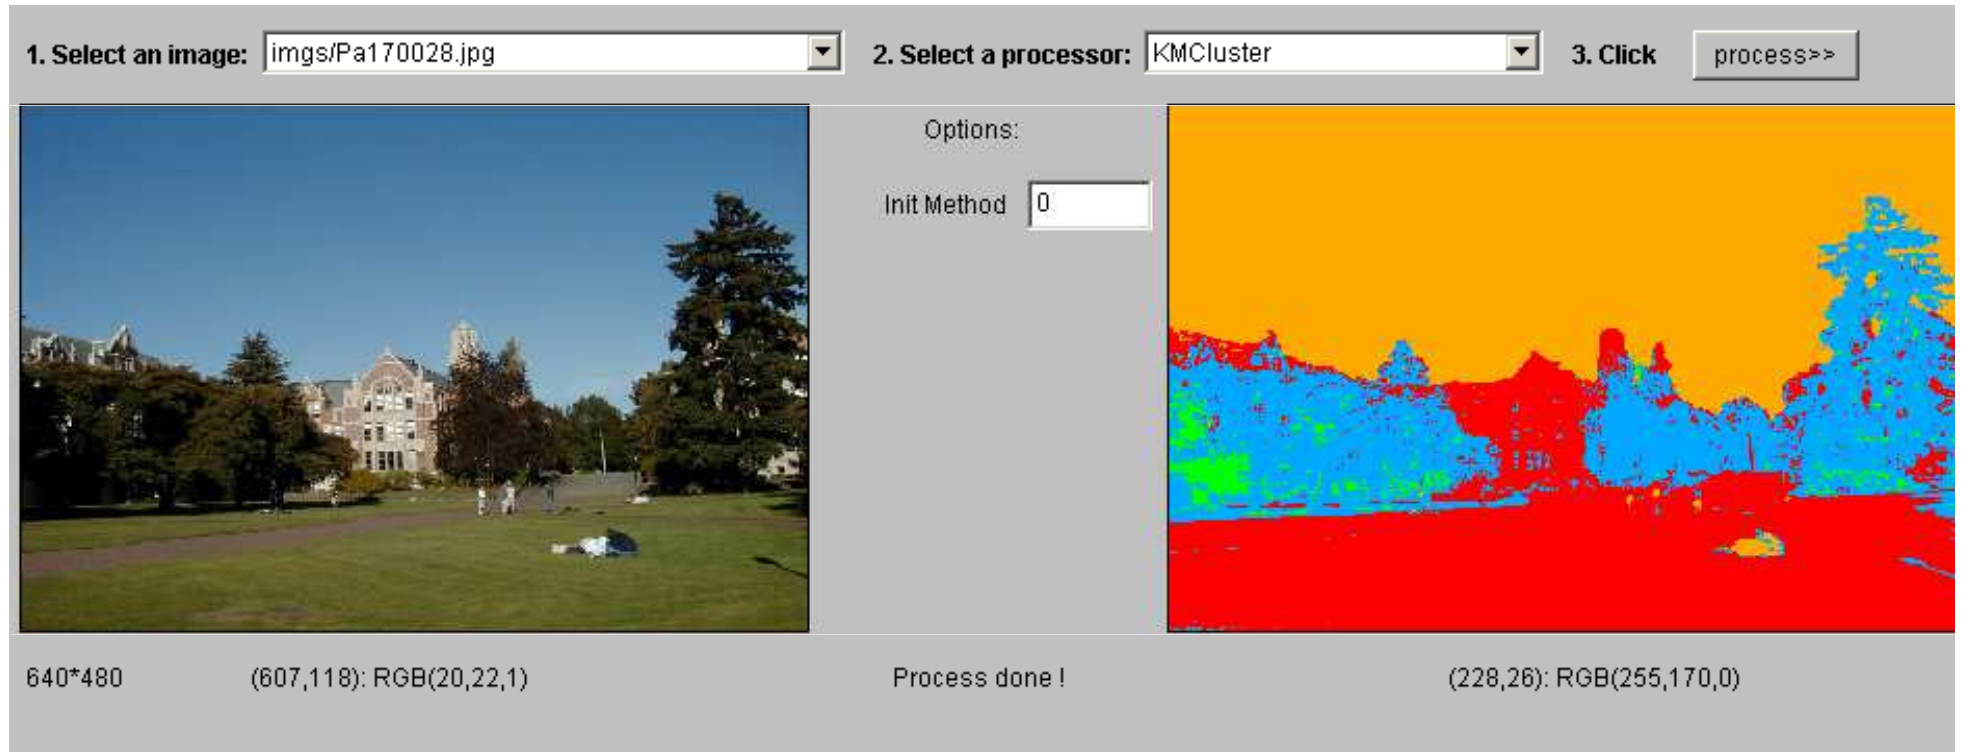 1. Select an image: imgs/Pa170028.jpg 2. Select a processor: KMCluster 3. Click process>>
Options:
Init Method 0
640*480 (607,118): RGB(20,22,1) Process done ! (228,26): RGB(255,170,0)